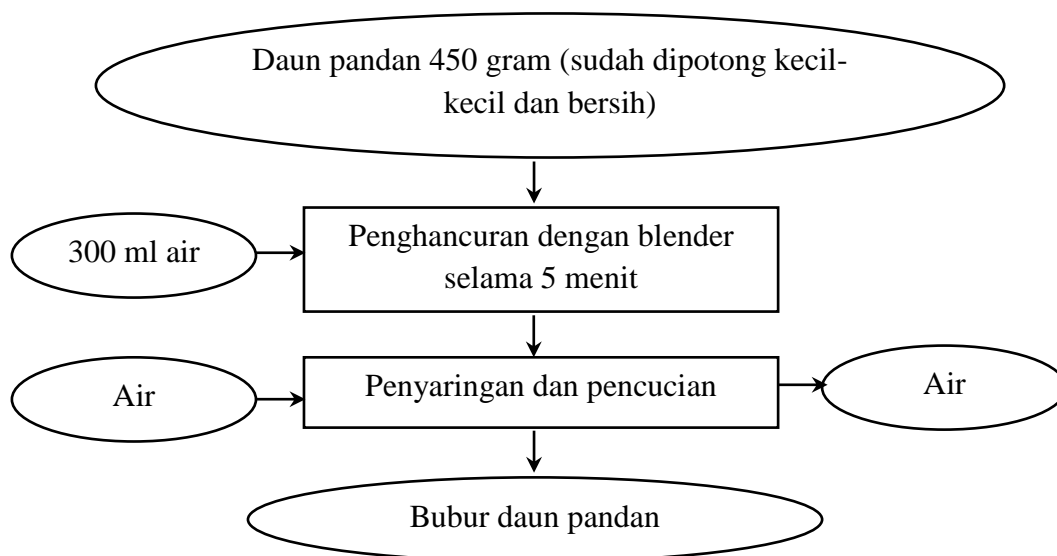 Daun pandan 450 gram (sudah dipotong kecil-
kecil dan bersih)
300 ml air
Penghancuran dengan blender
selama 5 menit
Air
Penyaringan dan pencucian
Air
Bubur daun pandan